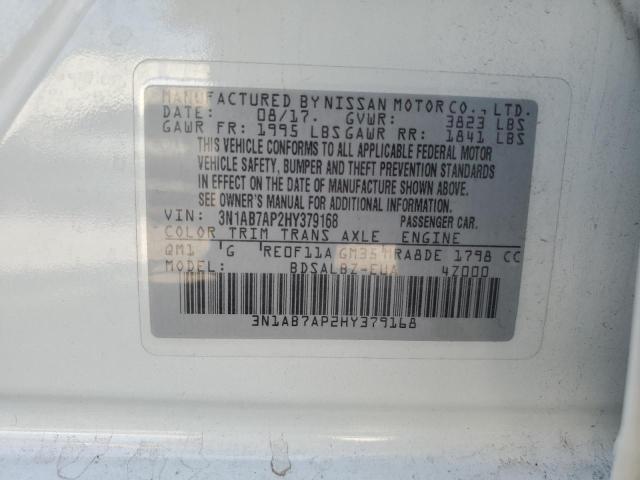 MANUFACTURED BY NISSAN MOTOR CO., LTD.
DATE: 08/17. GVWR: 3823 LBS
GAWR FR: 1995 LBS GAWR RR: 1841 LBS
THIS VEHICLE CONFORMS TO ALL APPLICABLE FEDERAL MOTOR
VEHICLE SAFETY, BUMPER AND THEFT PREVENTION STANDARDS
IN EFFECT ON THE DATE OF MANUFACTURE SHOWN ABOVE.
SEE OWNER'S MANUAL FOR ADDITIONAL INFORMATION.
VIN: 3N1AB7AP2HY379168 PASSENGER CAR.
COLOR TRIM TRANS AXLE ENGINE
QM1 G RE0F11A GM35 MRA8DE 1798 CC
MODEL: BDSALBZ-EUA 4Z000
3N1AB7AP2HY379168